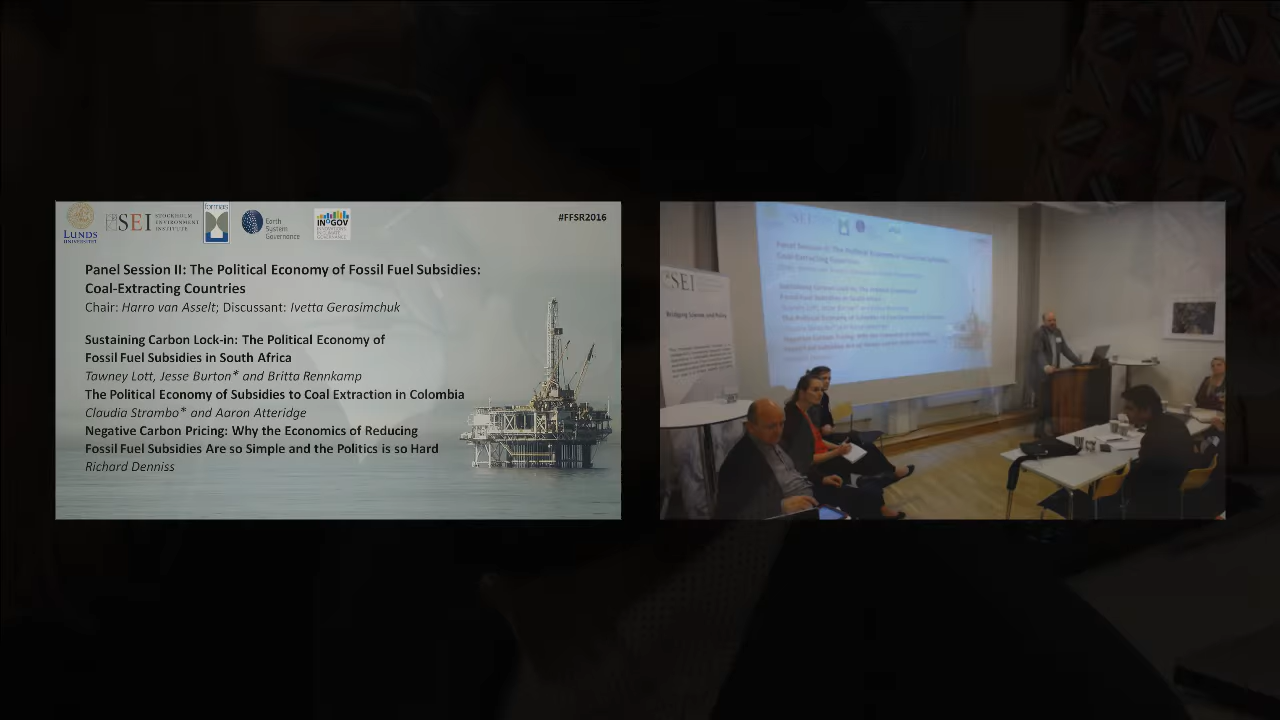 LUNDS
UNIVERSITET
SEI STOCKHOLM
ENVIRONMENT
INSTITUTE
formas
Earth
System
Governance
INOGOV
#FFSR2016
Panel Session II: The Political Economy of Fossil Fuel Subsidies:
Coal-Extracting Countries
Chair: Harro van Asselt; Discussant: Ivetta Gerasimchuk
Sustaining Carbon Lock-in: The Political Economy of
Fossil Fuel Subsidies in South Africa
Tawney Lott, Jesse Burton* and Britta Rennkamp
The Political Economy of Subsidies to Coal Extraction in Colombia
Claudia Strambo* and Aaron Atteridge
Negative Carbon Pricing: Why the Economics of Reducing
Fossil Fuel Subsidies Are so Simple and the Politics is so Hard
Richard Denniss
SEI
Bridging Science and Policy